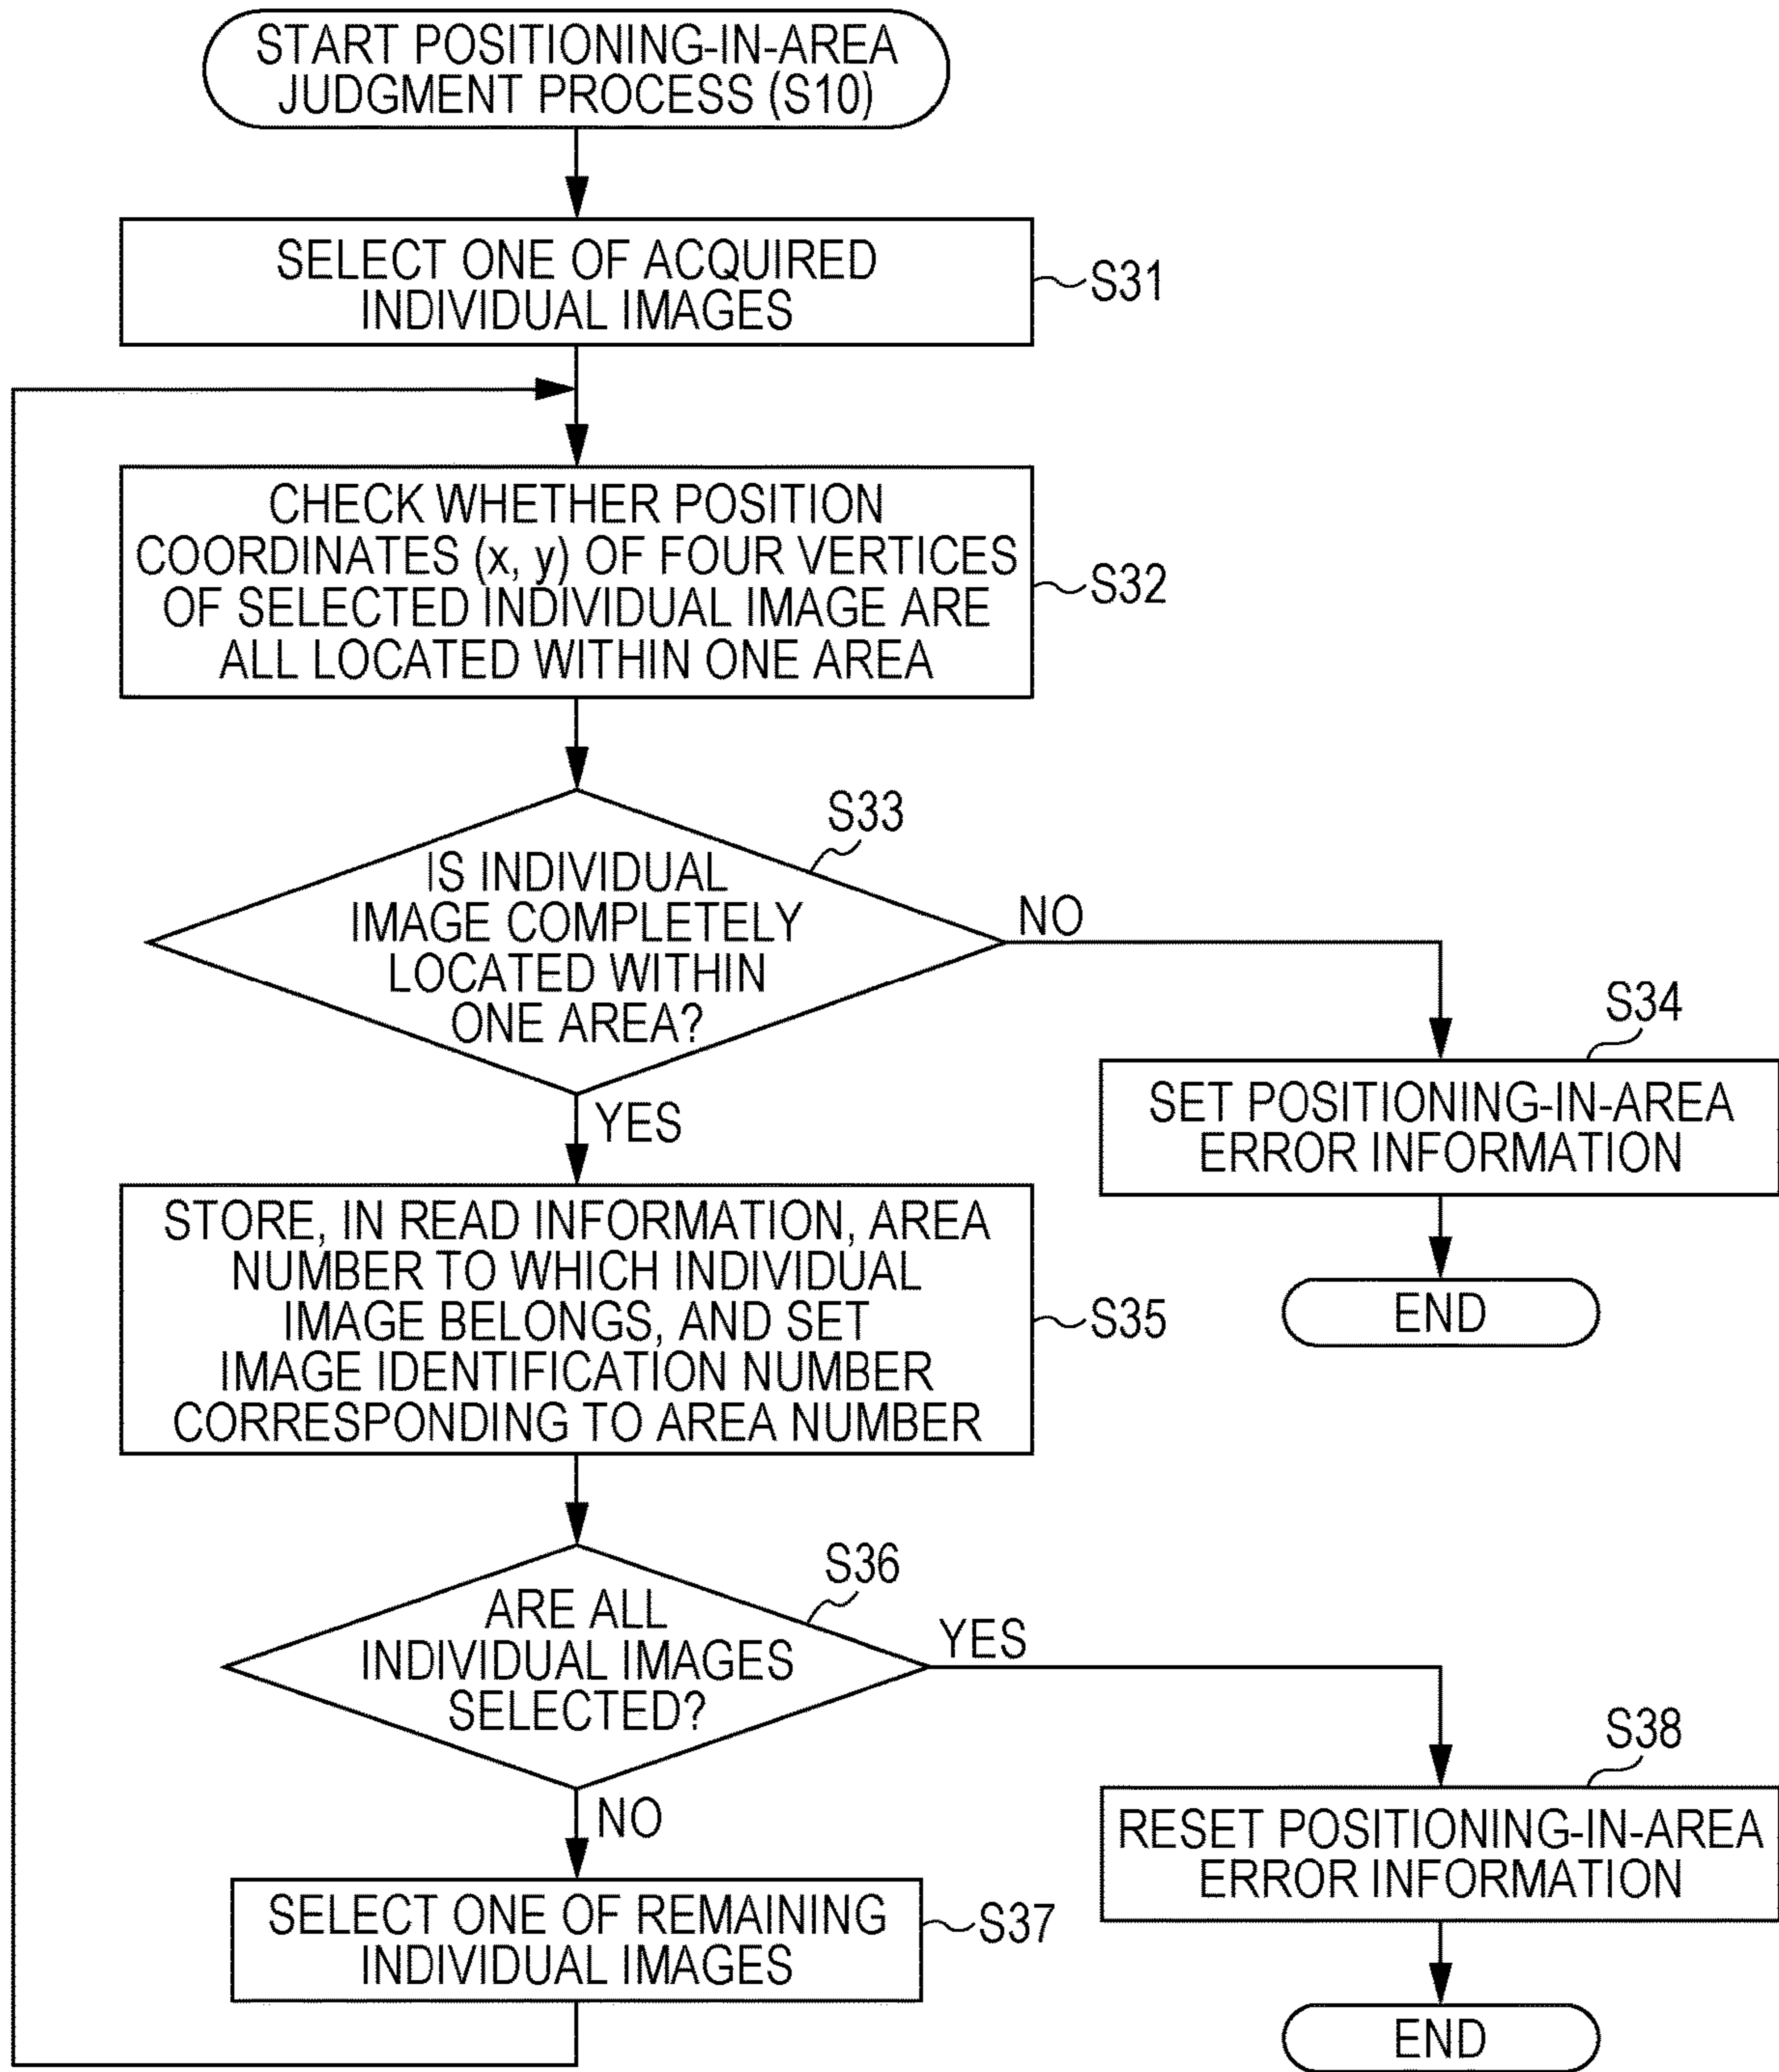 START POSITIONING-IN-AREA
JUDGMENT PROCESS (S10)
SELECT ONE OF ACQUIRED
INDIVIDUAL IMAGES
S31
CHECK WHETHER POSITION
COORDINATES (x, y) OF FOUR VERTICES
OF SELECTED INDIVIDUAL IMAGE ARE
ALL LOCATED WITHIN ONE AREA
S32
S33
IS INDIVIDUAL
IMAGE COMPLETELY
LOCATED WITHIN
ONE AREA?
NO
YES
S34
SET POSITIONING-IN-AREA
ERROR INFORMATION
END
STORE, IN READ INFORMATION, AREA
NUMBER TO WHICH INDIVIDUAL
IMAGE BELONGS, AND SET
IMAGE IDENTIFICATION NUMBER
CORRESPONDING TO AREA NUMBER
S35
S36
ARE ALL
INDIVIDUAL IMAGES
SELECTED?
YES
NO
S38
RESET POSITIONING-IN-AREA
ERROR INFORMATION
END
SELECT ONE OF REMAINING
INDIVIDUAL IMAGES
S37